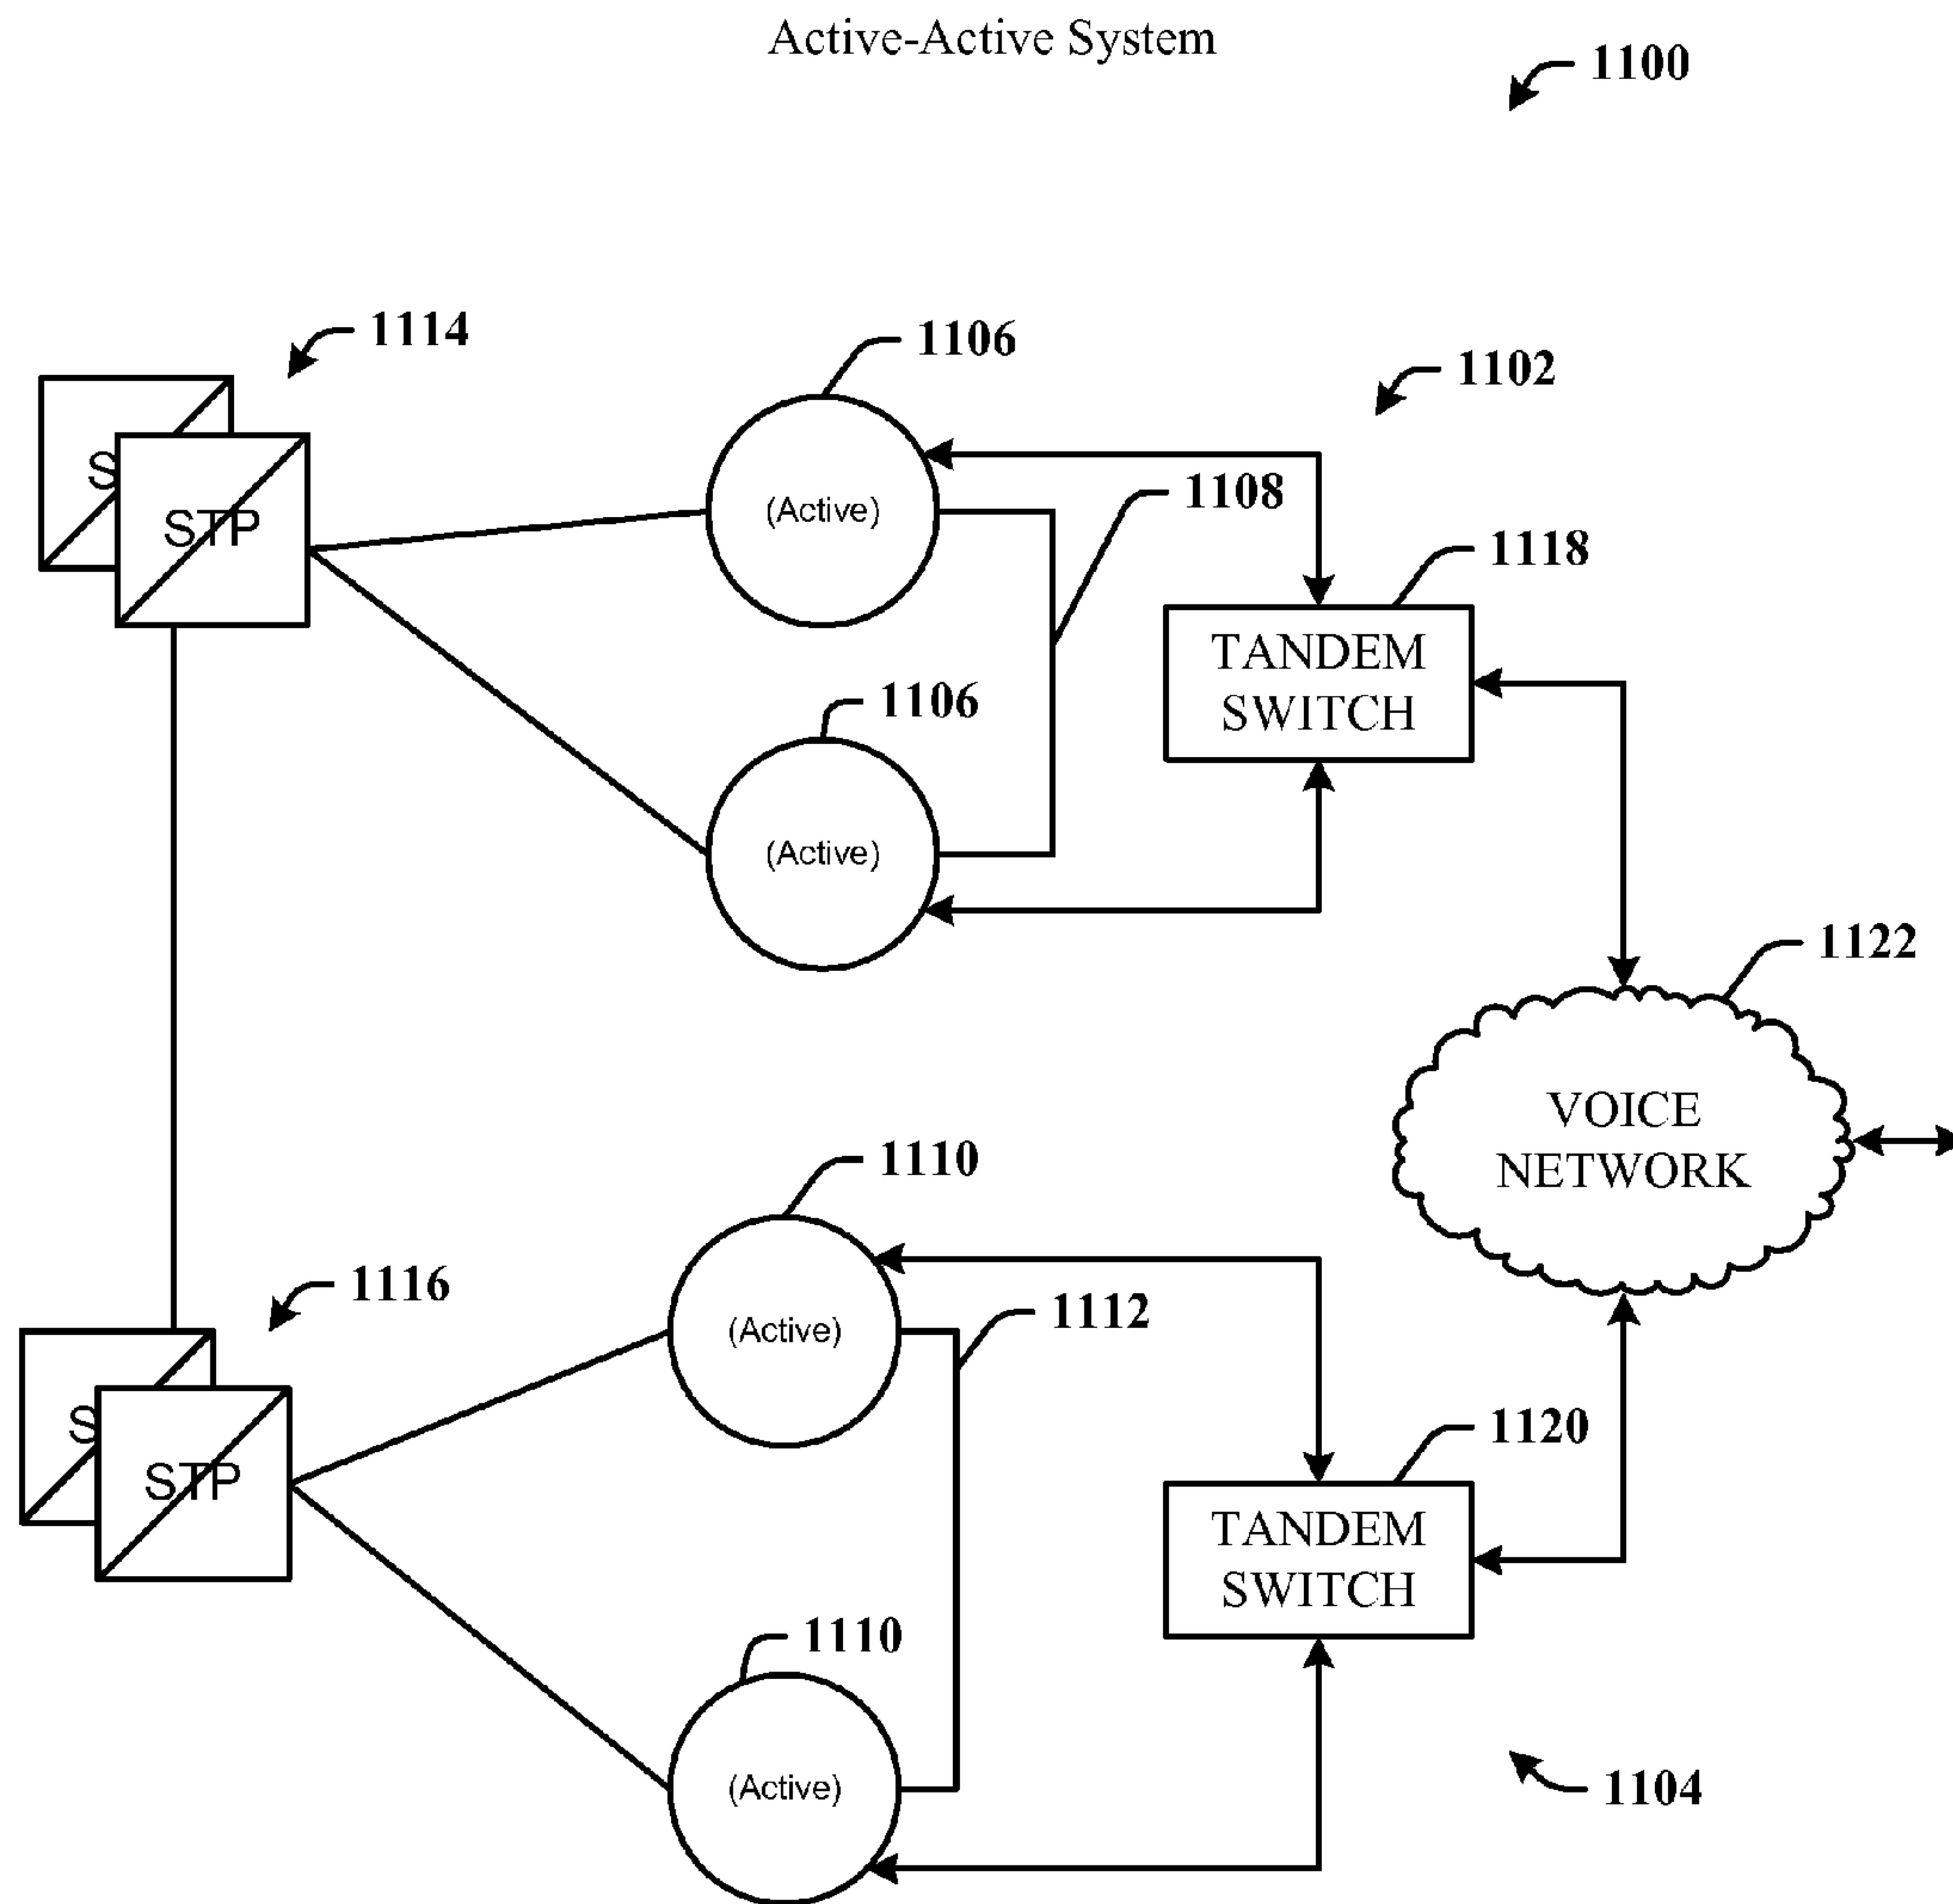 Active-Active System
1100
1114
1106
1102
S
STP
(Active)
1108
1118
TANDEM
SWITCH
1106
(Active)
1122
VOICE
NETWORK
1110
1116
1112
(Active)
S
STP
1120
TANDEM
SWITCH
1110
(Active)
1104